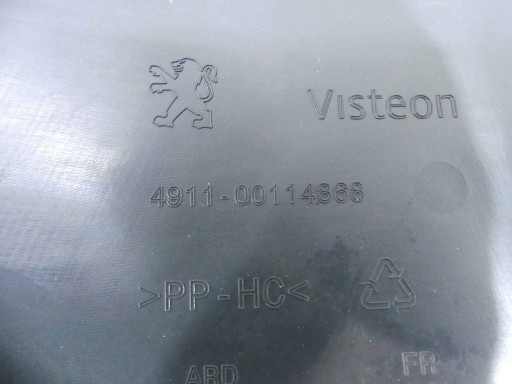 Visteon
4911-00114868
>PP-HC<
ARD FR